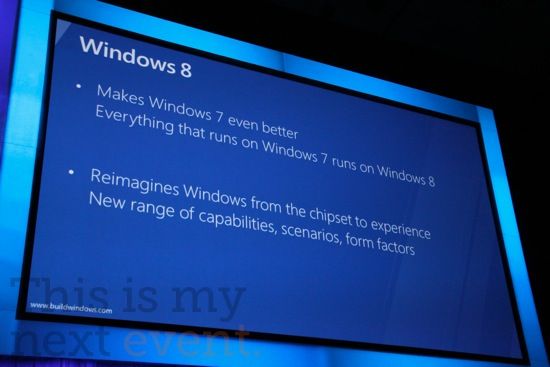 Windows 8
• Makes Windows 7 even better
Everything that runs on Windows 7 runs on Windows 8
• Reimagines Windows from the chipset to experience
New range of capabilities, scenarios, form factors
www.buildwindows.com
This is my
next event.